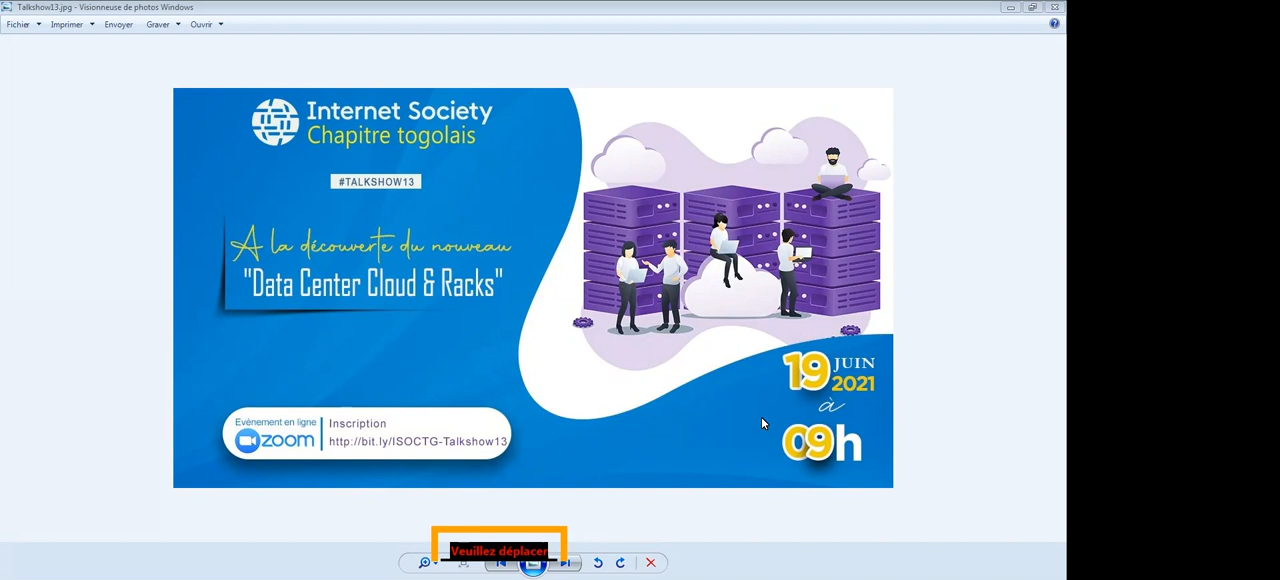 Talkshow13.jpg - Visionneuse de photos Windows
Fichier Imprimer Envoyer Graver Ouvrir
Internet Society
Chapitre togolais
#TALKSHOW13
A la découverte du nouveau
"Data Center Cloud & Racks"
19 JUIN
2021
à
09h
Evènement en ligne
zoom
Inscription
http://bit.ly/ISOCTG-Talkshow13
Veuillez déplacer